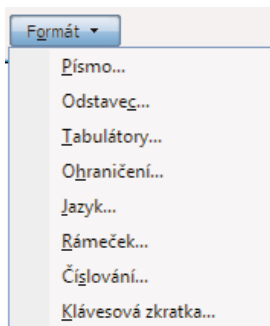 Formát
Písmo...
Odstavec...
Tabulátory...
Ohraničení...
Jazyk...
Rámeček...
Číslování...
Klávesová zkratka...